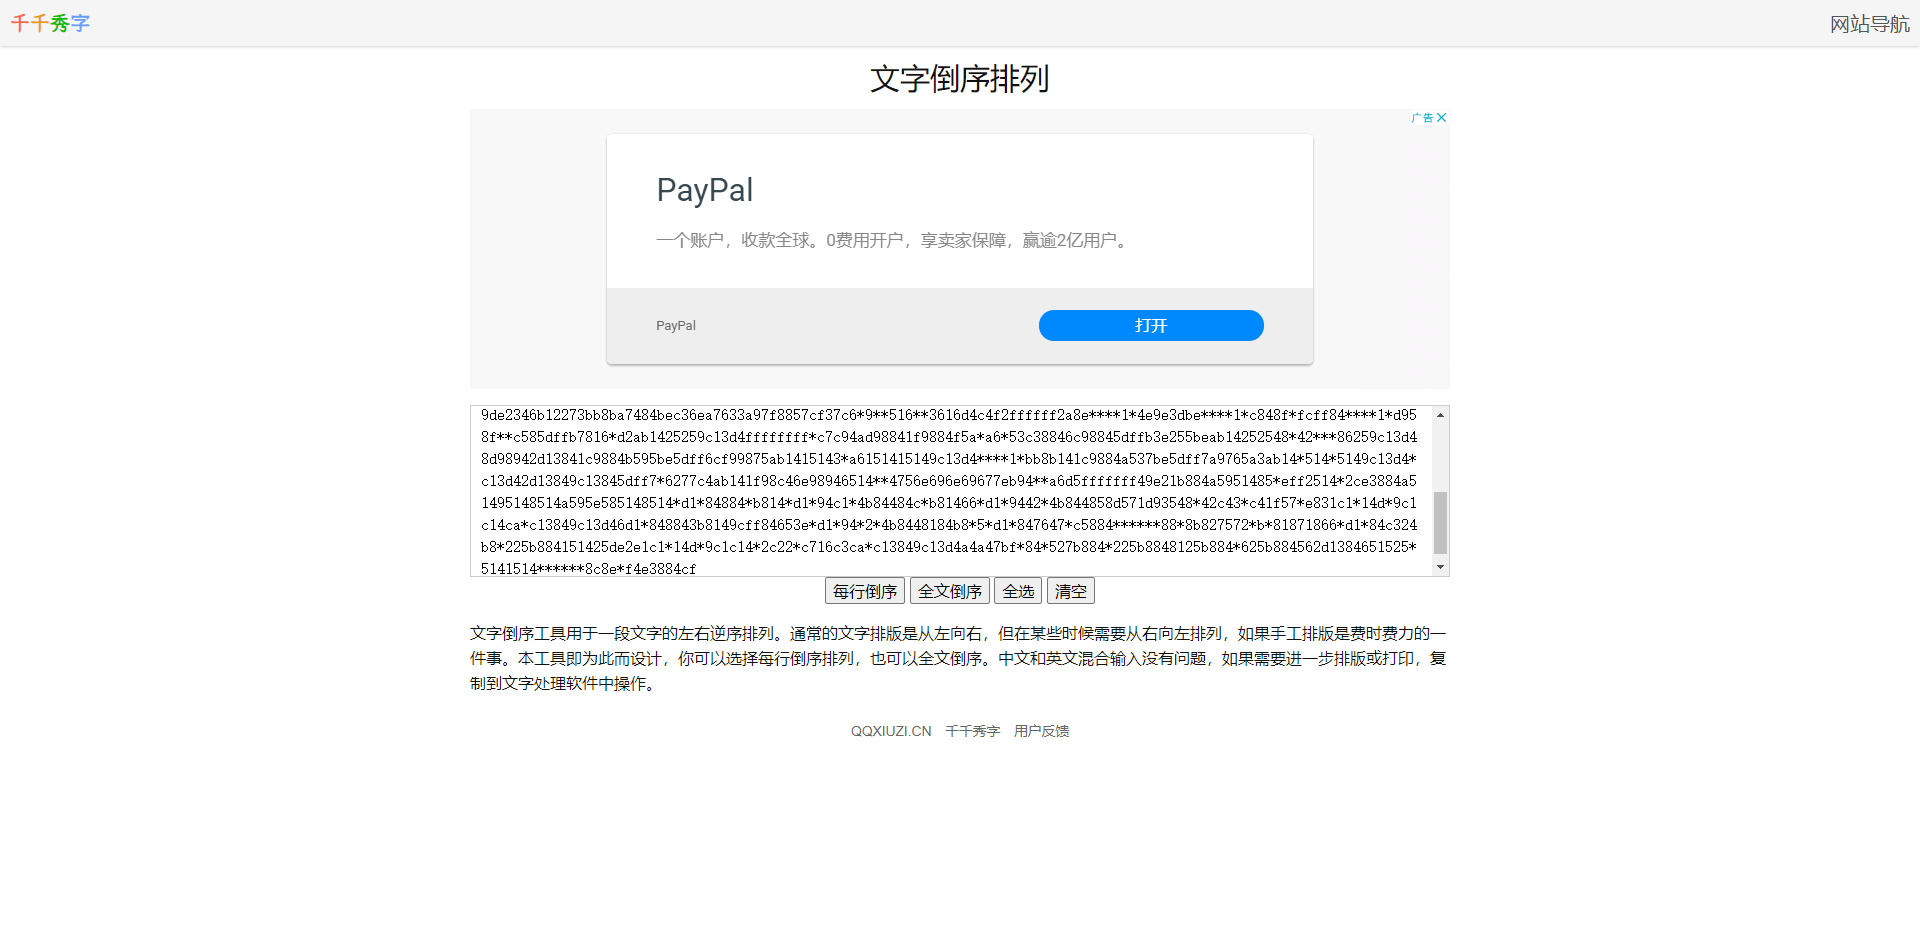 千千秀字
网站导航
文字倒序排列
广告
PayPal
一个账户，收款全球。0费用开户，享卖家保障，赢逾2亿用户。
PayPal
打开
9de2346b12273bb8ba7484bec36ea7633a97f8857cf37c6*9**516**3616d4c4f2ffffff2a8e****1*4e9e3dbe****1*c848f*fcff84****1*d95
8f**c585dffb7816*d2ab1425259c13d4ffffffff*c7c94ad98841f9884f5a*a6*53c38846c98845dffb3e255beab14252548*42***86259c13d4
8d98942d13841c9884b595be5dff6cf99875ab1415143*a6151415149c13d4****1*bb8b141c9884a537be5dff7a9765a3ab14*514*5149c13d4*
c13d42d13849c13845dff7*6277c4ab141f98c46e98946514**4756e696e69677eb94**a6d5fffffff49e21b884a5951485*eff2514*2ce3884a5
1495148514a595e585148514*d1*84884*b814*d1*94c1*4b84484c*b81466*d1*9442*4b844858d571d93548*42c43*c41f57*e831c1*14d*9c1
c14ca*c13849c13d46d1*848843b8149cff84653e*d1*94*2*4b8448184b8*5*d1*847647*c5884******88*8b827572*b*81871866*d1*84c324
b8*225b884151425de2e1c1*14d*9c1c14*2c22*c716c3ca*c13849c13d4a4a47bf*84*527b884*225b8848125b884*625b884562d1384651525*
5141514******8c8e*f4e3884cf
每行倒序 全文倒序 全选 清空
文字倒序工具用于一段文字的左右逆序排列。通常的文字排版是从左向右，但在某些时候需要从右向左排列，如果手工排版是费时费力的一
件事。本工具即为此而设计，你可以选择每行倒序排列，也可以全文倒序。中文和英文混合输入没有问题，如果需要进一步排版或打印，复
制到文字处理软件中操作。
QQXIUZI.CN 千千秀字 用户反馈